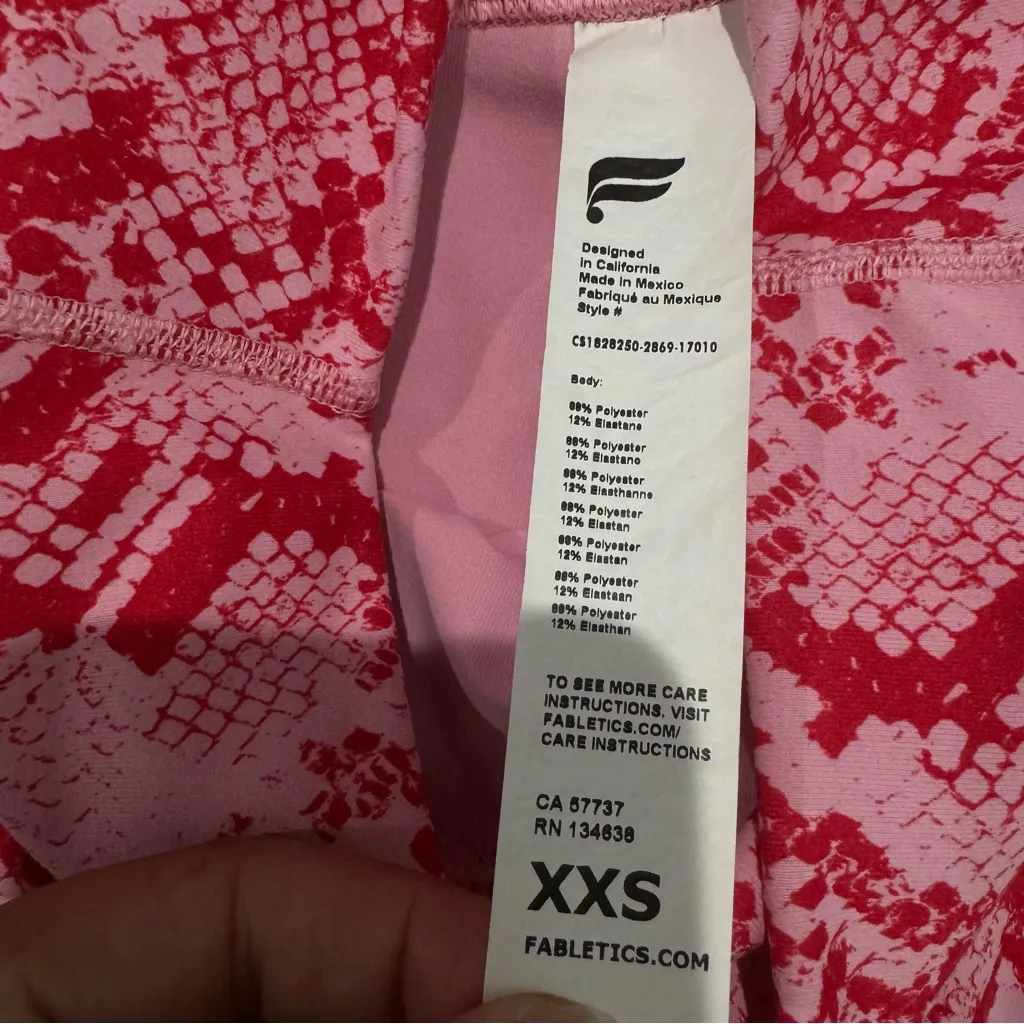 Designed
in California
Made in Mexico
Fabriqué au Mexique
Style #
CS1828250-2869-17010
Body:
88% Polyester
12% Elastane
88% Polyester
12% Elastano
88% Polyester
12% Elasthanne
88% Polyester
12% Elastan
88% Polyester
12% Elastan
88% Polyester
12% Elastaan
88% Polyester
12% Elasthan
TO SEE MORE CARE
INSTRUCTIONS, VISIT
FABLETICS.COM/
CARE INSTRUCTIONS
CA 57737
RN 134638
XXS
FABLETICS.COM